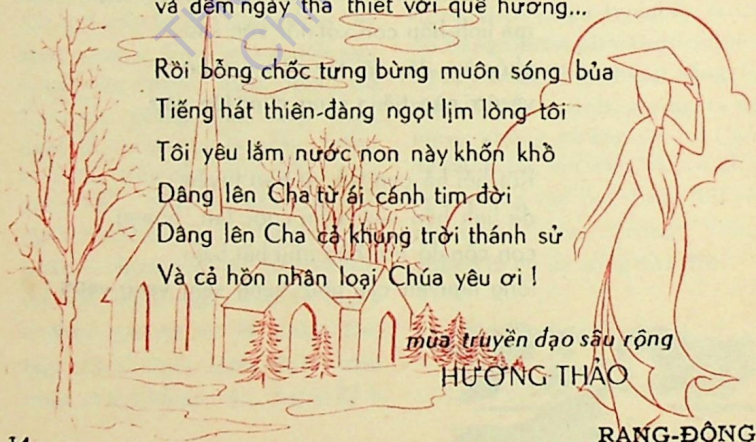 và đêm ngày tha thiết với quê hương...
Rồi bỗng chốc tưng bừng muôn sóng bủa
Tiếng hát thiên-đàng ngọt lịm lòng tôi
Tôi yêu lắm nước non này khốn khổ
Dâng lên Cha từ ái cánh tim đời
Dâng lên Cha cả khung trời thánh sử
Và cả hồn nhân loại Chúa yêu ơi !
mua truyền đạo sâu rộng
HƯƠNG THẢO
14
RẠNG-ĐÔNG